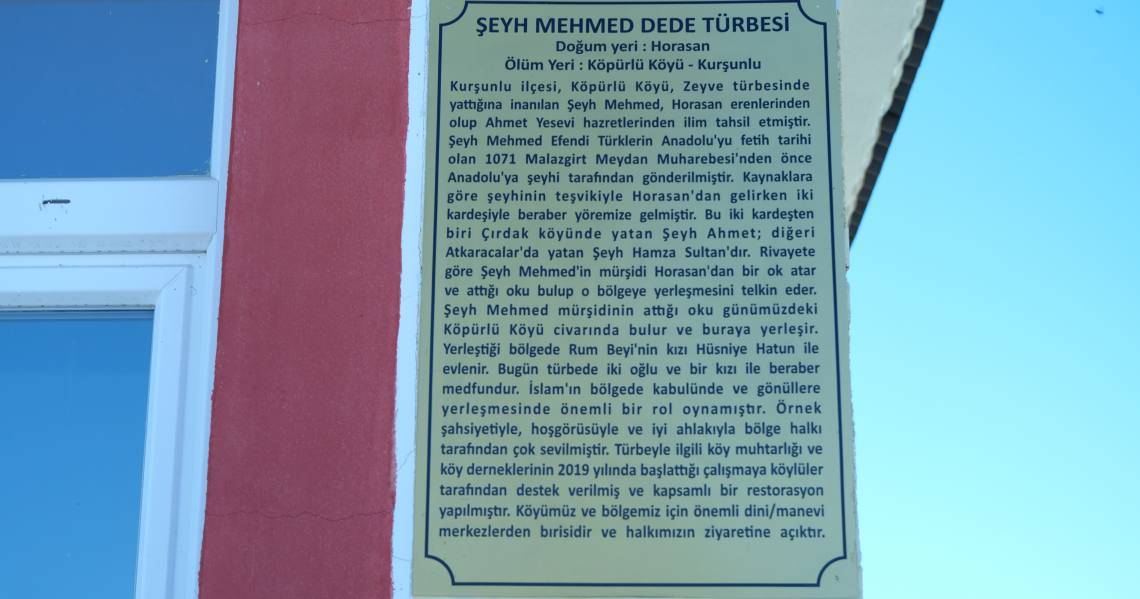 ŞEYH MEHMED DEDE TÜRBESİ
Doğum yeri : Horasan
Ölüm Yeri : Köpürlü Köyü - Kurşunlu
Kurşunlu ilçesi, Köpürlü Köyü, Zeyve türbesinde
yattığına inanılan Şeyh Mehmed, Horasan erenlerinden
olup Ahmet Yesevi hazretlerinden ilim tahsil etmiştir.
Şeyh Mehmed Efendi Türklerin Anadolu'yu fetih tarihi
olan 1071 Malazgirt Meydan Muharebesi'nden önce
Anadolu'ya şeyhi tarafından gönderilmiştir. Kaynaklara
göre şeyhinin teşvikiyle Horasan'dan gelirken iki
kardeşiyle beraber yöremize gelmiştir. Bu iki kardeşten
biri Çırdak köyünde yatan Şeyh Ahmet; diğeri
Atkaracalar'da yatan Şeyh Hamza Sultan'dır. Rivayete
göre Şeyh Mehmed'in mürşidi Horasan'dan bir ok atar
ve attığı oku bulup o bölgeye yerleşmesini telkin eder.
Şeyh Mehmed mürşidinin attığı oku günümüzdeki
Köpürlü Köyü civarında bulur ve buraya yerleşir.
Yerleştiği bölgede Rum Beyi'nin kızı Hüsniye Hatun ile
evlenir. Bugün türbede iki oğlu ve bir kızı ile beraber
medfundur. İslam'ın bölgede kabulünde ve gönüllere
yerleşmesinde önemli bir rol oynamıştır. Örnek
şahsiyetiyle, hoşgörüsüyle ve iyi ahlakıyla bölge halkı
tarafından çok sevilmiştir. Türbeyle ilgili köy muhtarlığı ve
köy derneklerinin 2019 yılında başlattığı çalışmaya köylüler
tarafından destek verilmiş ve kapsamlı bir restorasyon
yapılmıştır. Köyümüz ve bölgemiz için önemli dini/manevi
merkezlerden birisidir ve halkımızın ziyaretine açıktır.